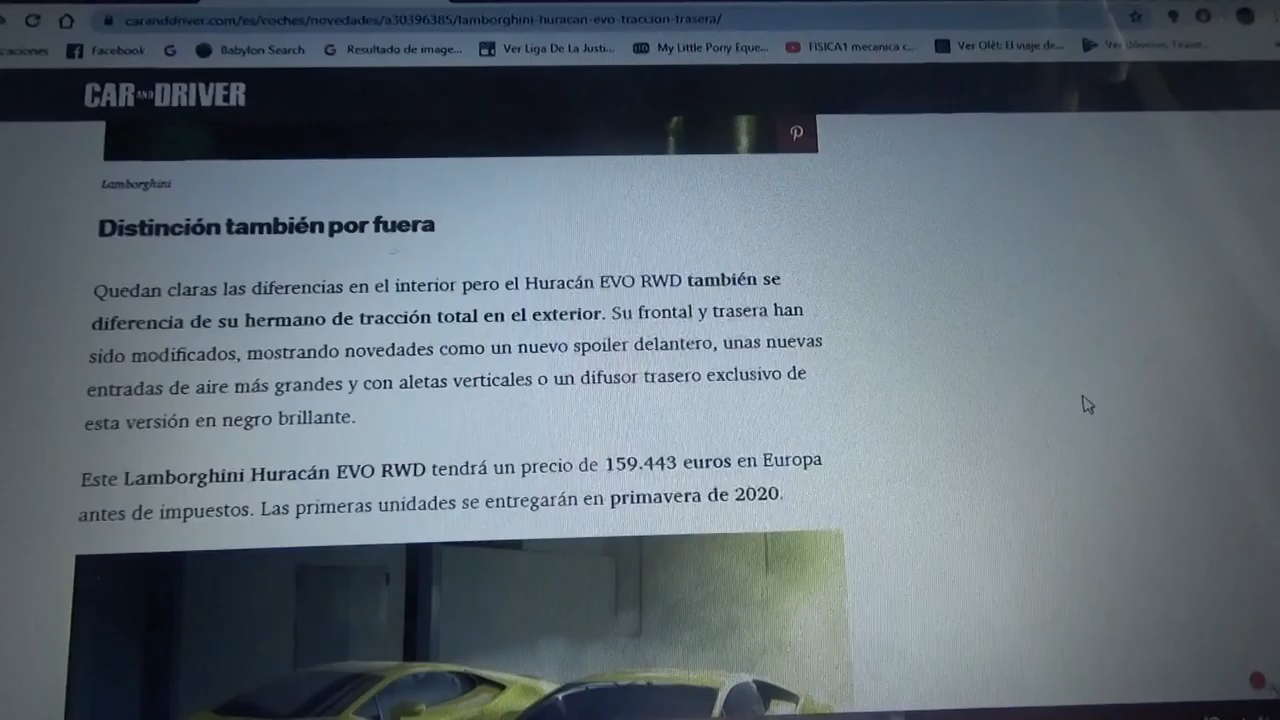 caranddriver.com/es/coches/novedades/a30396385/lamborghini-huracan-evo-traccion-trasera/
aciones Facebook Babylon Search Resultado de image... Ver Liga De La Justi... My Little Pony Eque... FISICA1 mecanica c... Ver Olét: El viaje de...
CAR AND DRIVER
Lamborghini
Distinción también por fuera
Quedan claras las diferencias en el interior pero el Huracán EVO RWD también se
diferencia de su hermano de tracción total en el exterior. Su frontal y trasera han
sido modificados, mostrando novedades como un nuevo spoiler delantero, unas nuevas
entradas de aire más grandes y con aletas verticales o un difusor trasero exclusivo de
esta versión en negro brillante.
Este Lamborghini Huracán EVO RWD tendrá un precio de 159.443 euros en Europa
antes de impuestos. Las primeras unidades se entregarán en primavera de 2020.